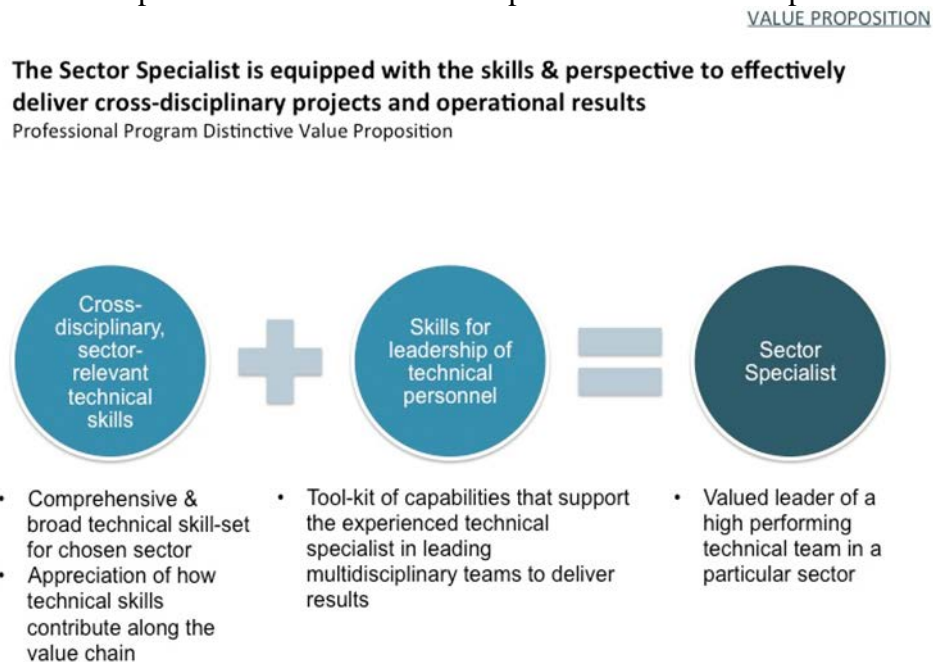 VALUE PROPOSITION
The Sector Specialist is equipped with the skills & perspective to effectively
deliver cross-disciplinary projects and operational results
Professional Program Distinctive Value Proposition
Cross-
disciplinary,
sector-
relevant
technical
skills
Skills for
leadership of
technical
personnel
Sector
Specialist
• Comprehensive &
broad technical skill-set
for chosen sector
• Appreciation of how
technical skills
contribute along the
value chain
• Tool-kit of capabilities that support
the experienced technical
specialist in leading
multidisciplinary teams to deliver
results
• Valued leader of a
high performing
technical team in a
particular sector